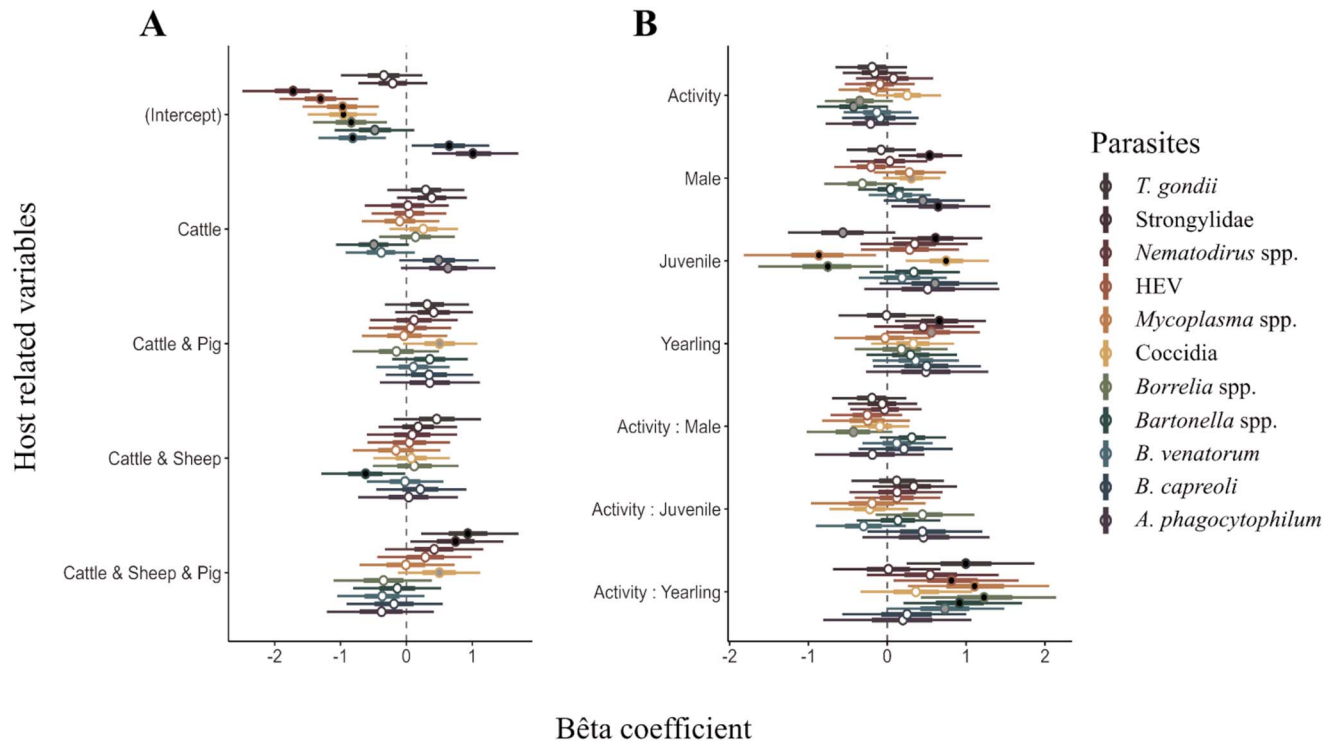 A
B
Host related variables
(Intercept)
Cattle
Cattle & Pig
Cattle & Sheep
Cattle & Sheep & Pig
-2
-1
0
1
Activity
Male
Juvenile
Yearling
Activity : Male
Activity : Juvenile
Activity : Yearling
-2
-1
0
1
2
Parasites
T. gondii
Strongylidae
Nematodirus spp.
HEV
Mycoplasma spp.
Coccidia
Borrelia spp.
Bartonella spp.
B. venatorum
B. capreoli
A. phagocytophilum
Bêta coefficient